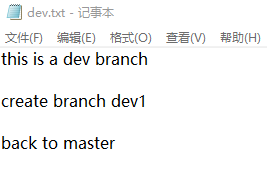 dev.txt - 记事本
文件(F) 编辑(E) 格式(O) 查看(V) 帮助(H)
this is a dev branch
create branch dev1
back to master